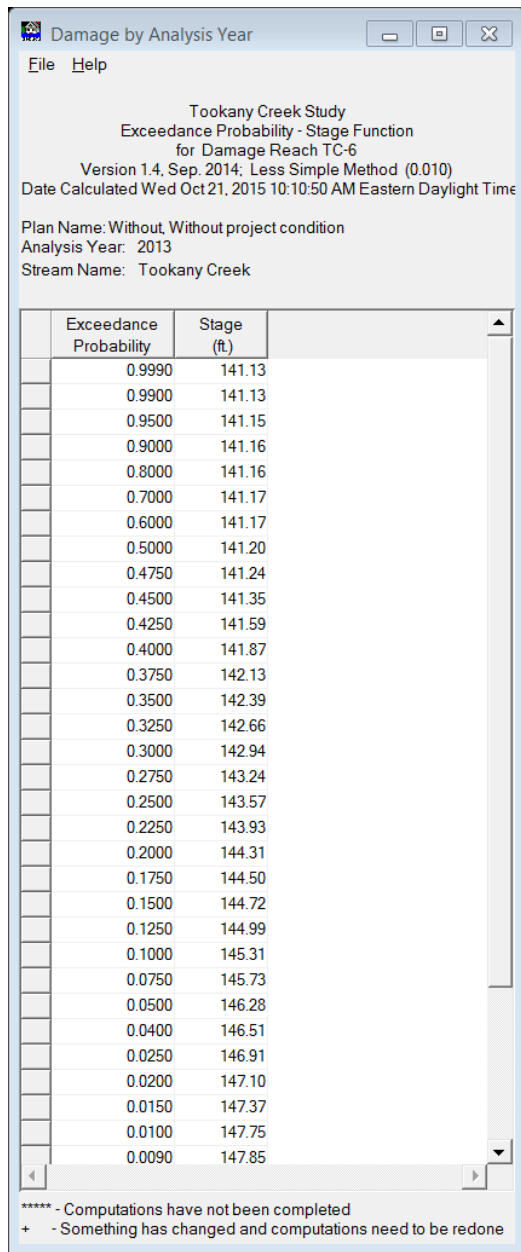 Damage by Analysis Year
File Help
Tookany Creek Study
Exceedance Probability - Stage Function
for Damage Reach TC-6
Version 1.4, Sep. 2014; Less Simple Method (0.010)
Date Calculated Wed Oct 21, 2015 10:10:50 AM Eastern Daylight Time
Plan Name: Without, Without project condition
Analysis Year: 2013
Stream Name: Tookany Creek
Exceedance Probability Stage (ft.)
0.9990 141.13
0.9900 141.13
0.9500 141.15
0.9000 141.16
0.8000 141.16
0.7000 141.17
0.6000 141.17
0.5000 141.20
0.4750 141.24
0.4500 141.35
0.4250 141.59
0.4000 141.87
0.3750 142.13
0.3500 142.39
0.3250 142.66
0.3000 142.94
0.2750 143.24
0.2500 143.57
0.2250 143.93
0.2000 144.31
0.1750 144.50
0.1500 144.72
0.1250 144.99
0.1000 145.31
0.0750 145.73
0.0500 146.28
0.0400 146.51
0.0250 146.91
0.0200 147.10
0.0150 147.37
0.0100 147.75
0.0090 147.85
***** - Computations have not been completed
+ - Something has changed and computations need to be redone